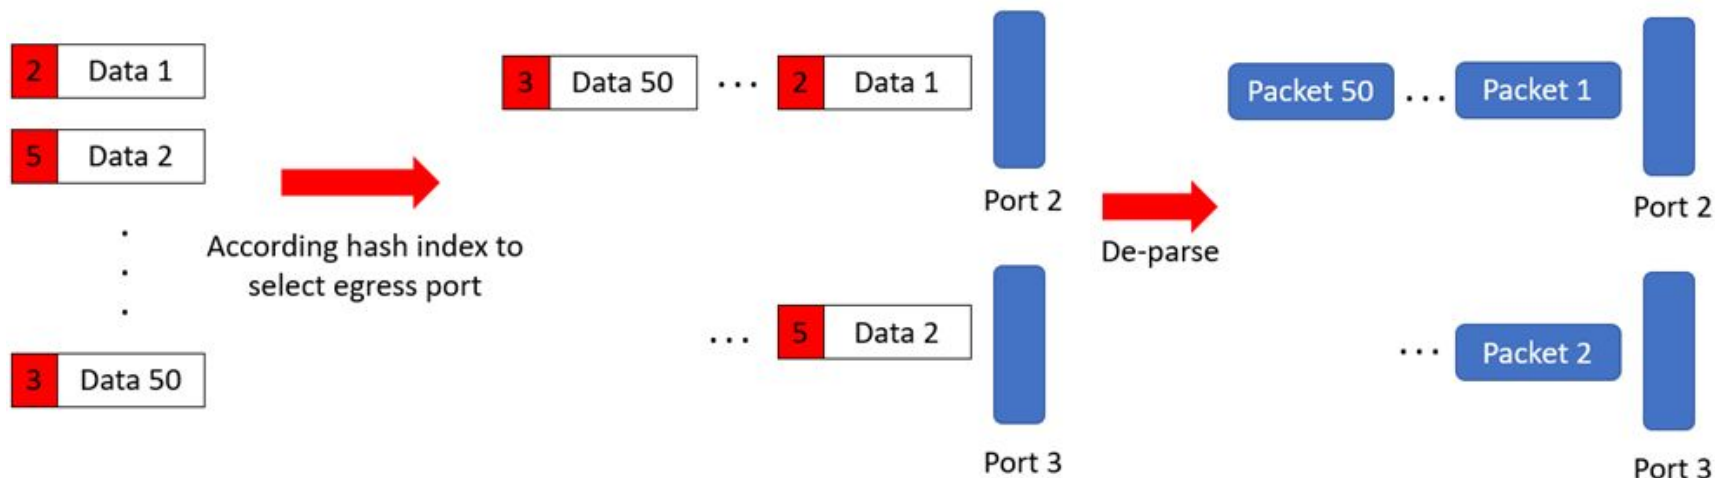 2 Data 1
5 Data 2
.
.
.
3 Data 50
According hash index to
select egress port
3 Data 50 ... 2 Data 1
Port 2
... 5 Data 2
Port 3
De-parse
Packet 50 ... Packet 1
Port 2
... Packet 2
Port 3